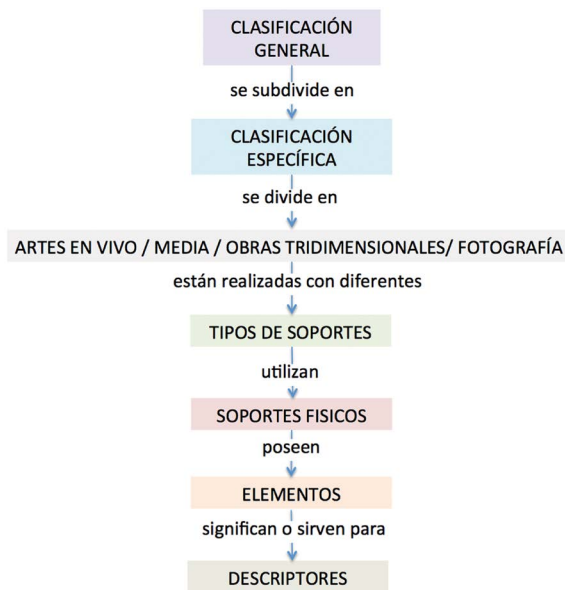 CLASIFICACIÓN
GENERAL
se subdivide en
CLASIFICACIÓN
ESPECÍFICA
se divide en
ARTES EN VIVO / MEDIA / OBRAS TRIDIMENSIONALES/ FOTOGRAFÍA
están realizadas con diferentes
TIPOS DE SOPORTES
utilizan
SOPORTES FISICOS
poseen
ELEMENTOS
significan o sirven para
DESCRIPTORES